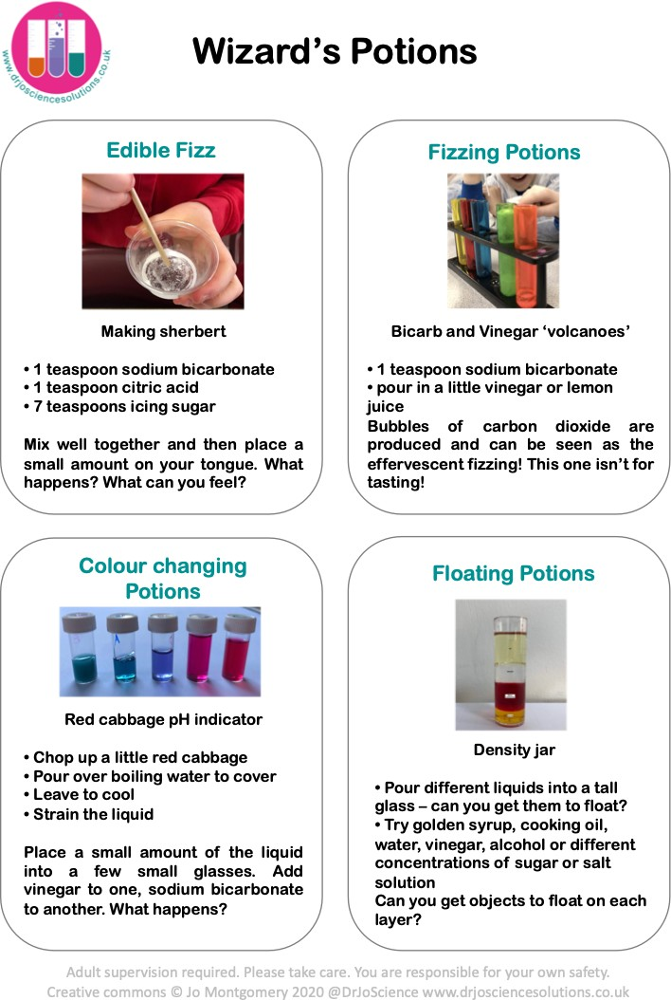 www.drjosciencesolutions.co.uk
Wizard’s Potions
Edible Fizz
Making sherbert
• 1 teaspoon sodium bicarbonate
• 1 teaspoon citric acid
• 7 teaspoons icing sugar
Mix well together and then place a
small amount on your tongue. What
happens? What can you feel?
Fizzing Potions
Bicarb and Vinegar ‘volcanoes’
• 1 teaspoon sodium bicarbonate
• pour in a little vinegar or lemon
juice
Bubbles of carbon dioxide are
produced and can be seen as the
effervescent fizzing! This one isn’t for
tasting!
Colour changing
Potions
Red cabbage pH indicator
• Chop up a little red cabbage
• Pour over boiling water to cover
• Leave to cool
• Strain the liquid
Place a small amount of the liquid
into a few small glasses. Add
vinegar to one, sodium bicarbonate
to another. What happens?
Floating Potions
Density jar
• Pour different liquids into a tall
glass – can you get them to float?
• Try golden syrup, cooking oil,
water, vinegar, alcohol or different
concentrations of sugar or salt
solution
Can you get objects to float on each
layer?
Adult supervision required. Please take care. You are responsible for your own safety.
Creative commons © Jo Montgomery 2020 @DrJoScience www.drjosciencesolutions.co.uk